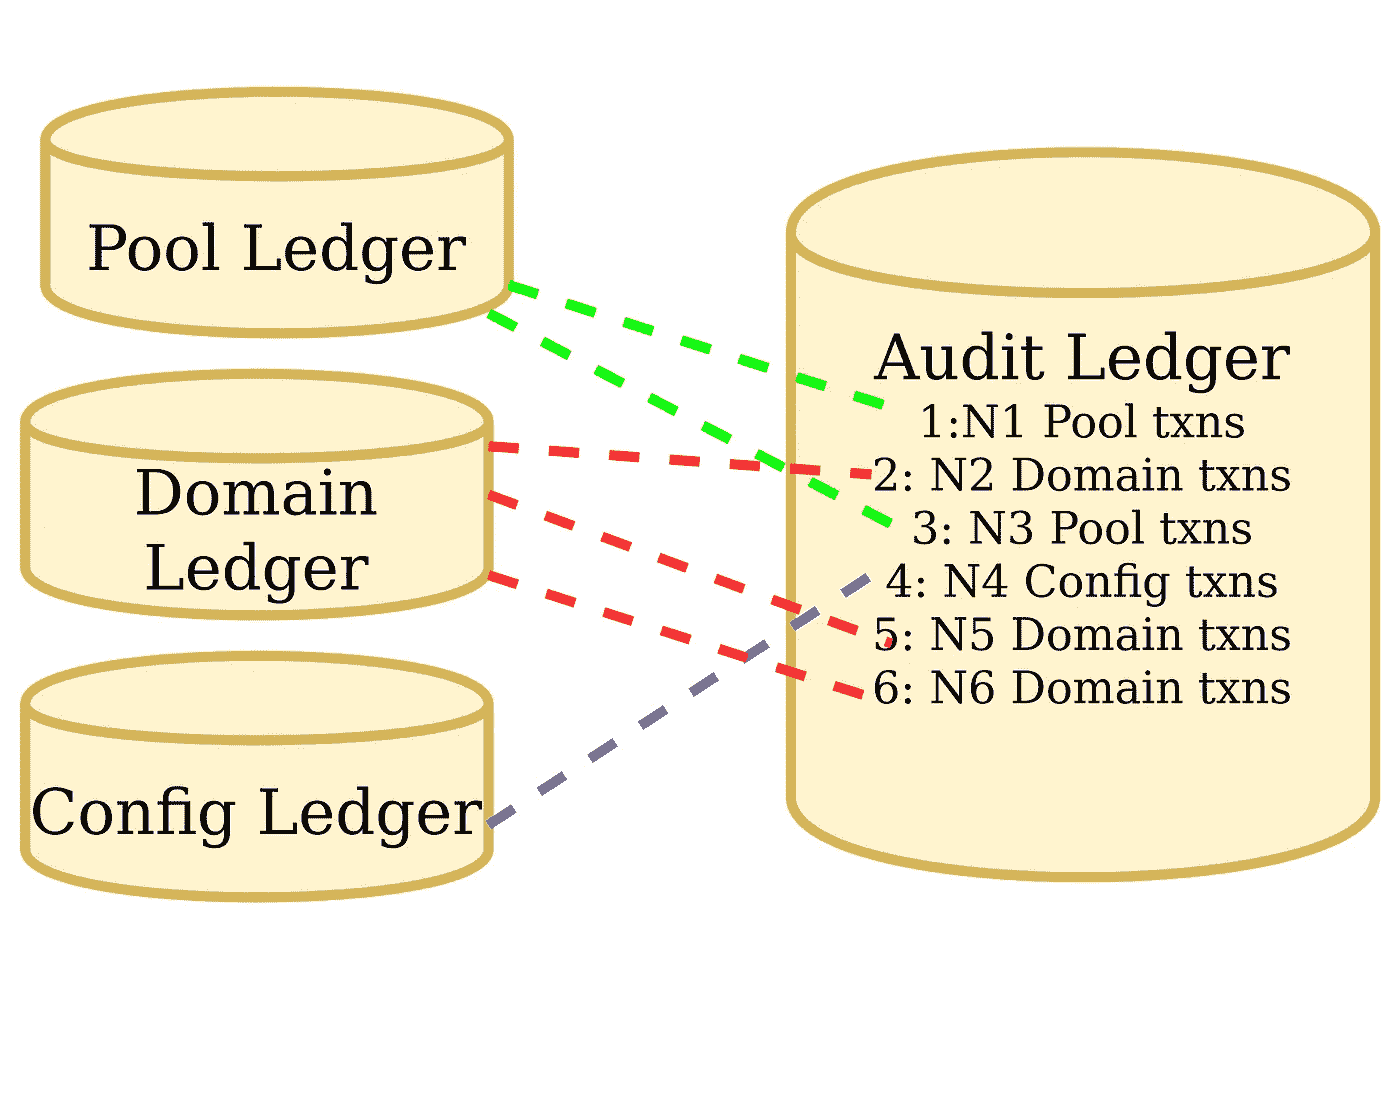 Pool Ledger
Domain
Ledger
Config Ledger
Audit Ledger
1:N1 Pool txns
2: N2 Domain txns
3: N3 Pool txns
4: N4 Config txns
5: N5 Domain txns
6: N6 Domain txns